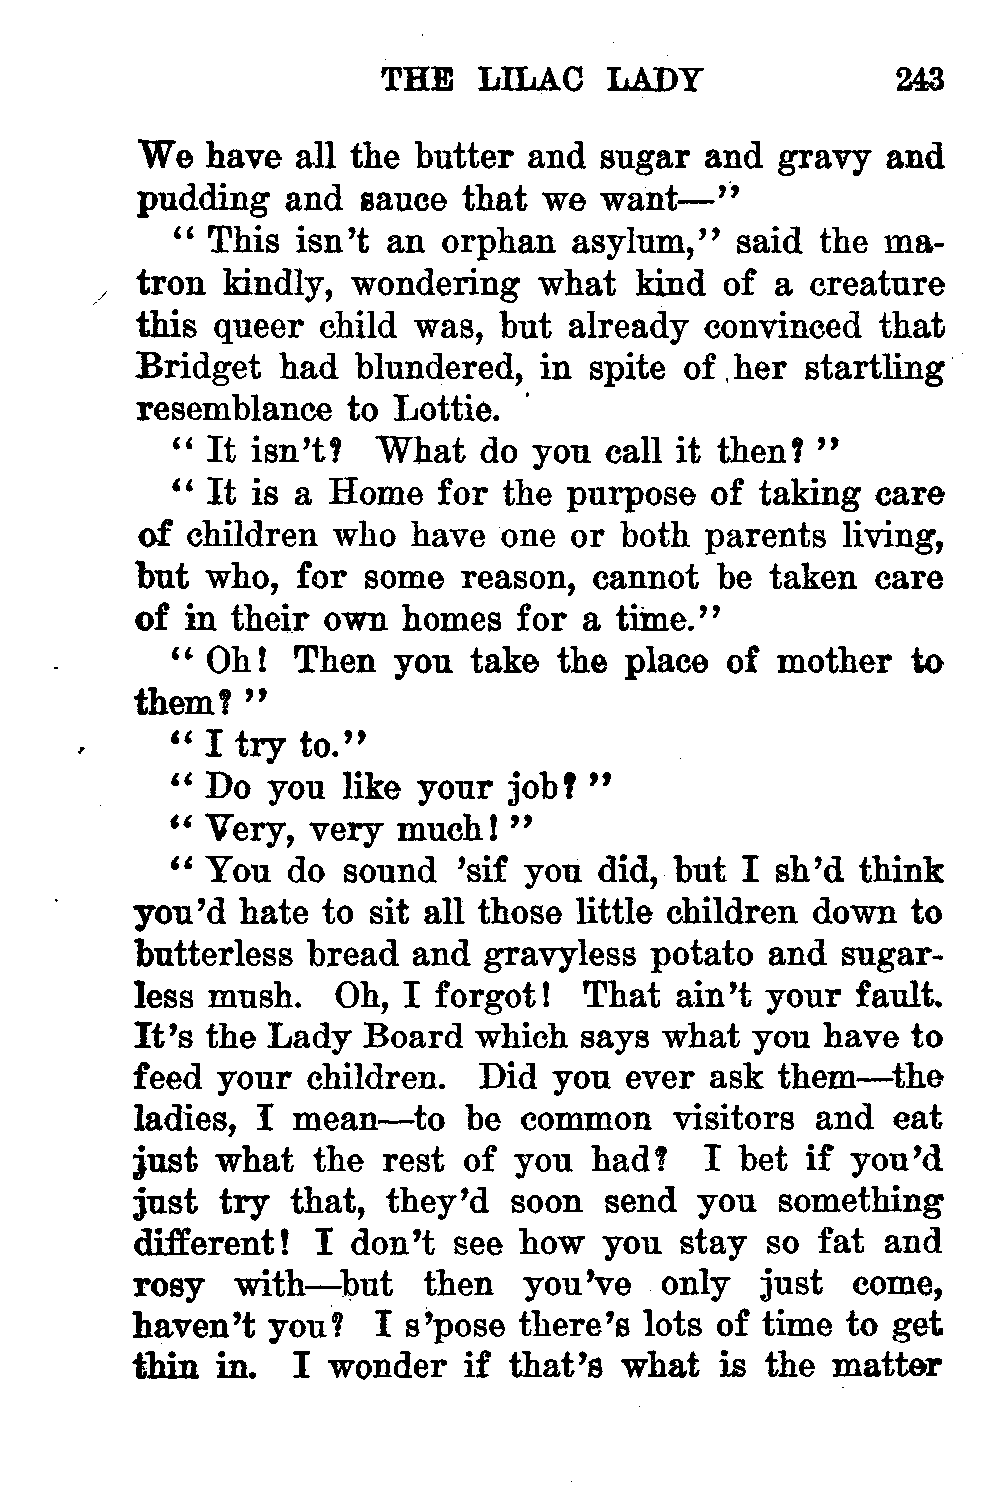 THE LILAC LADY 243
We have all the butter and sugar and gravy and
pudding and sauce that we want—"
" This isn't an orphan asylum," said the ma-
tron kindly, wondering what kind of a creature
this queer child was, but already convinced that
Bridget had blundered, in spite of her startling
resemblance to Lottie.
" It isn't? What do you call it then? "
" It is a Home for the purpose of taking care
of children who have one or both parents living,
but who, for some reason, cannot be taken care
of in their own homes for a time."
" Oh! Then you take the place of mother to
them? "
" I try to."
" Do you like your job? "
" Very, very much! "
" You do sound 'sif you did, but I sh'd think
you'd hate to sit all those little children down to
butterless bread and gravyless potato and sugar-
less mush. Oh, I forgot! That ain't your fault.
It's the Lady Board which says what you have to
feed your children. Did you ever ask them—the
ladies, I mean—to be common visitors and eat
just what the rest of you had? I bet if you'd
just try that, they'd soon send you something
different! I don't see how you stay so fat and
rosy with—but then you've only just come,
haven't you? I s'pose there's lots of time to get
thin in. I wonder if that's what is the matter